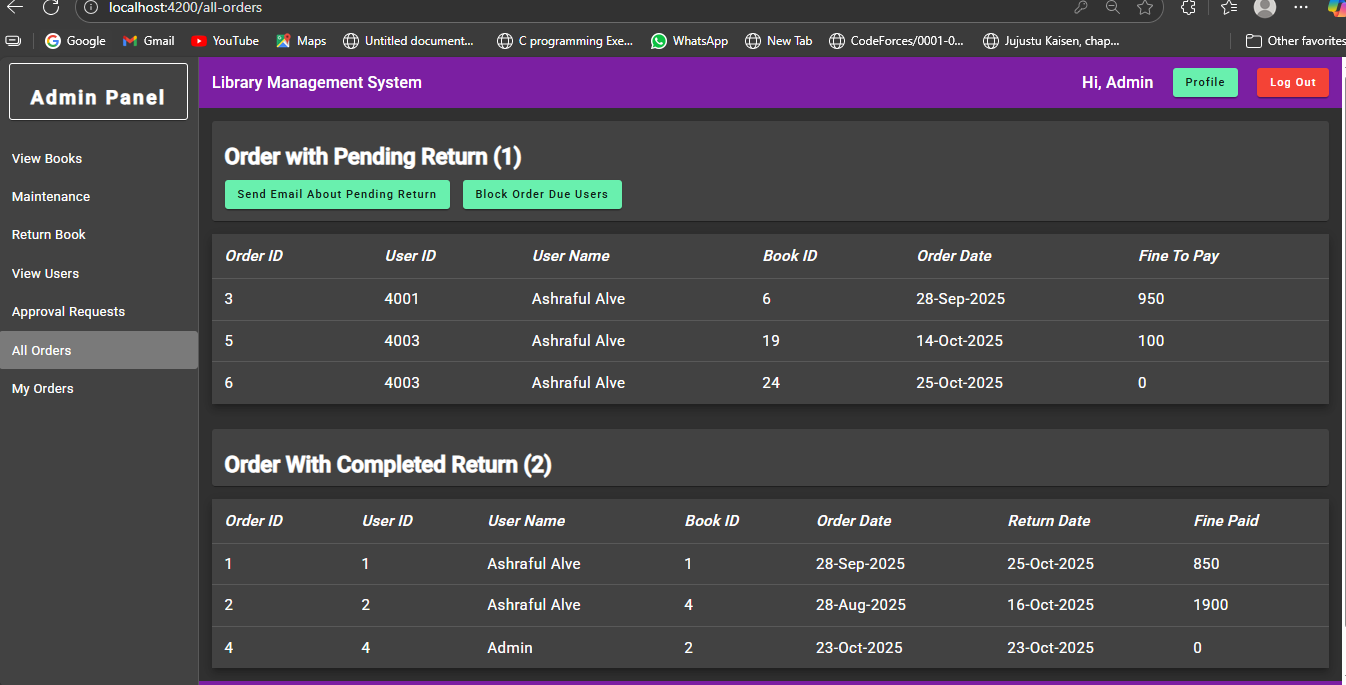 localhost:4200/all-orders
Google Gmail YouTube Maps Untitled document... C programming Exe... WhatsApp New Tab CodeForces/0001-0... Jujustu Kaisen, chap... Other favorites
Admin Panel
Library Management System Hi, Admin Profile Log Out
View Books
Maintenance
Return Book
View Users
Approval Requests
All Orders
My Orders
Order with Pending Return (1)
Send Email About Pending Return Block Order Due Users
Order ID User ID User Name Book ID Order Date Fine To Pay
3 4001 Ashraful Alve 6 28-Sep-2025 950
5 4003 Ashraful Alve 19 14-Oct-2025 100
6 4003 Ashraful Alve 24 25-Oct-2025 0
Order With Completed Return (2)
Order ID User ID User Name Book ID Order Date Return Date Fine Paid
1 1 Ashraful Alve 1 28-Sep-2025 25-Oct-2025 850
2 2 Ashraful Alve 4 28-Aug-2025 16-Oct-2025 1900
4 4 Admin 2 23-Oct-2025 23-Oct-2025 0